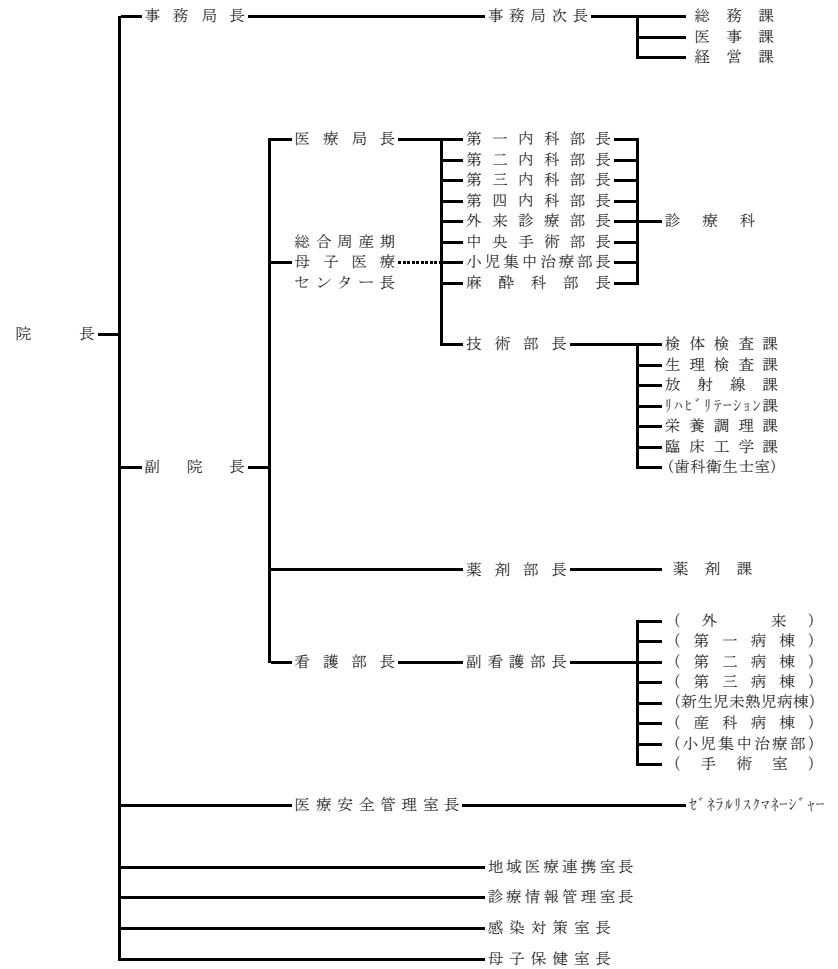 事務局長 事務局次長 総務課
医事課
経営課
医療局長 第一内科部長
第二内科部長
第三内科部長
第四内科部長
外来診療部長 診療科
総合周産期 中央手術部長
母子医療 小児集中治療部長
センター長 麻酔科部長
院長 技術部長 検体検査課
生理検査課
放射線課
ﾘﾊﾋﾞﾘﾃｰｼｮﾝ課
栄養調理課
臨床工学課
副院長 (歯科衛生士室)
薬剤部長 薬剤課
(外来)
(第一病棟)
看護部長 副看護部長 (第二病棟)
(第三病棟)
(新生児未熟児病棟)
(産科病棟)
(小児集中治療部)
(手術室)
医療安全管理室長 ｾﾞﾈﾗﾙﾘｽｸﾏﾈｰｼﾞｬｰ
地域医療連携室長
診療情報管理室長
感染対策室長
母子保健室長